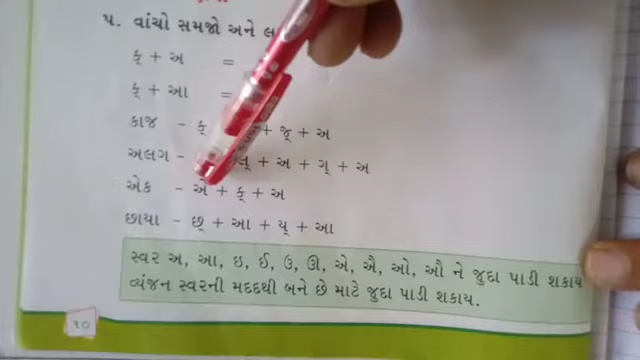 ૫. વાંચો સમજો અને
ક્ + અ =
ક્ + આ =
કાજ - ક્ + જ્ + અ
અલગ - લ્ + અ + ગ્ + અ
એક - એ + ક્ + અ
છાયા - છ્ + આ + ય્ + આ
સ્વર અ, આ, ઇ, ઈ, ઉ, ઊ, એ, ઐ, ઓ, ઔ ને જુદા પાડી શકાય
વ્યંજન સ્વરની મદદથી બને છે માટે જુદા પાડી શકાય.
૧૦